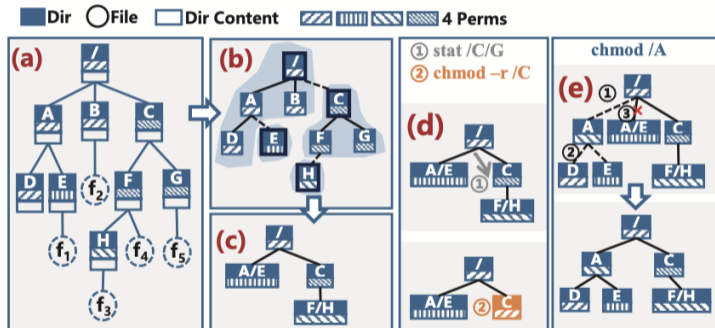 Dir File Dir Content 4 Perms
(a)
/
A B C
D E F G
f2
H
f1 f4 f5
f3
(b)
/
A B C
D E F G
H
(c)
/
A/E C
F/H
① stat /C/G
② chmod –r /C
(d)
/
A/E ① C
F/H
/
A/E ② C
chmod /A
(e)
① /
③ ×
A A/E C
②
D E F/H
/
A C
D E F/H